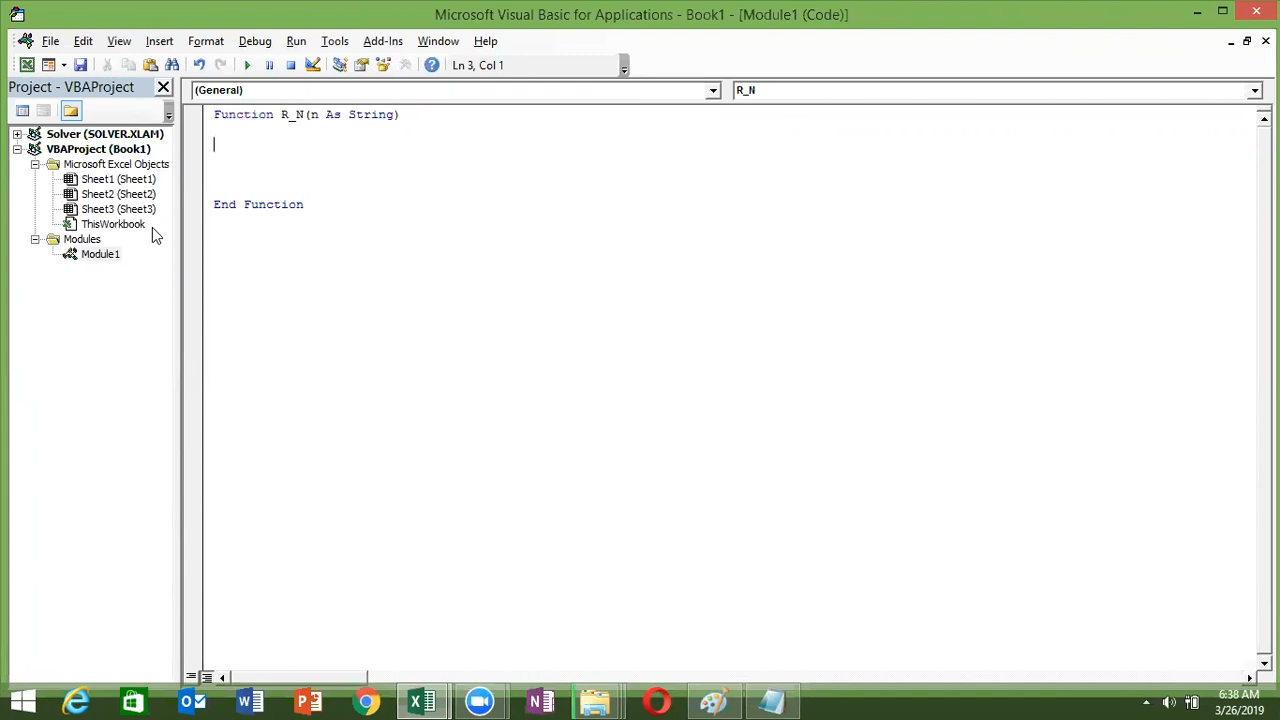 Microsoft Visual Basic for Applications - Book1 - [Module1 (Code)]
File Edit View Insert Format Debug Run Tools Add-Ins Window Help
Ln 3, Col 1
Project - VBAProject
(General)
R_N
Solver (SOLVER.XLAM)
VBAProject (Book1)
Microsoft Excel Objects
Sheet1 (Sheet1)
Sheet2 (Sheet2)
Sheet3 (Sheet3)
ThisWorkbook
Modules
Module1
Function R_N(n As String)
End Function
6:38 AM
3/26/2019